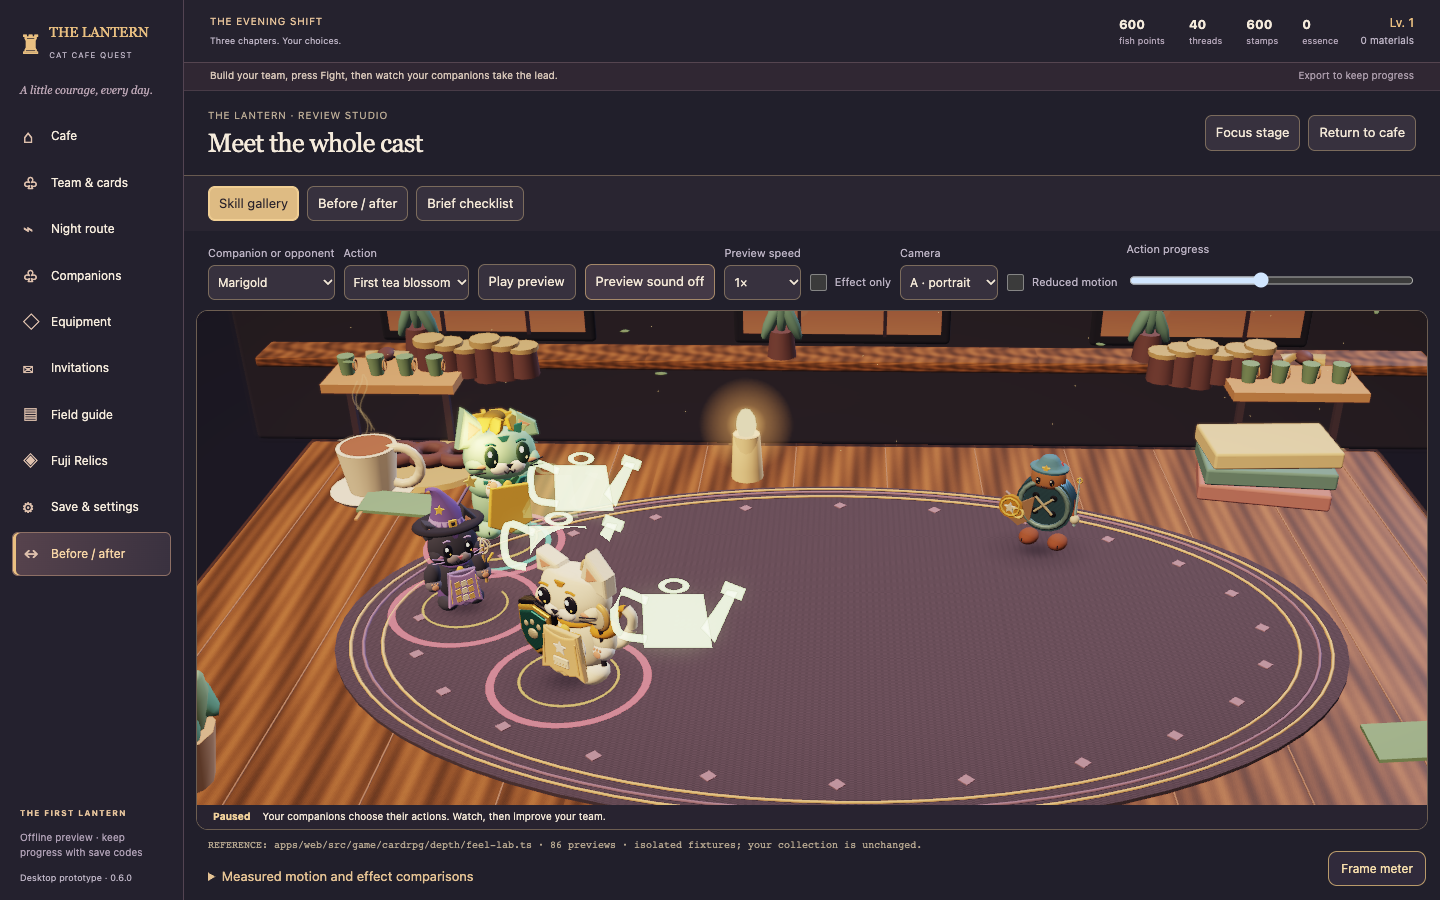 THE LANTERN
CAT CAFE QUEST
A little courage, every day.
Cafe
Team & cards
Night route
Companions
Equipment
Invitations
Field guide
Fuji Relics
Save & settings
Before / after
THE FIRST LANTERN
Offline preview · keep
progress with save codes
Desktop prototype · 0.6.0
THE EVENING SHIFT
Three chapters. Your choices.
600 40 600 0 Lv. 1
fish points threads stamps essence 0 materials
Build your team, press Fight, then watch your companions take the lead. Export to keep progress
THE LANTERN · REVIEW STUDIO
Meet the whole cast
Focus stage Return to cafe
Skill gallery Before / after Brief checklist
Companion or opponent Action Preview speed Camera Action progress
Marigold First tea blossom Play preview Preview sound off 1x Effect only A · portrait Reduced motion
Paused Your companions choose their actions. Watch, then improve your team.
REFERENCE: apps/web/src/game/cardrpg/depth/feel-lab.ts · 86 previews · isolated fixtures; your collection is unchanged.
Measured motion and effect comparisons
Frame meter